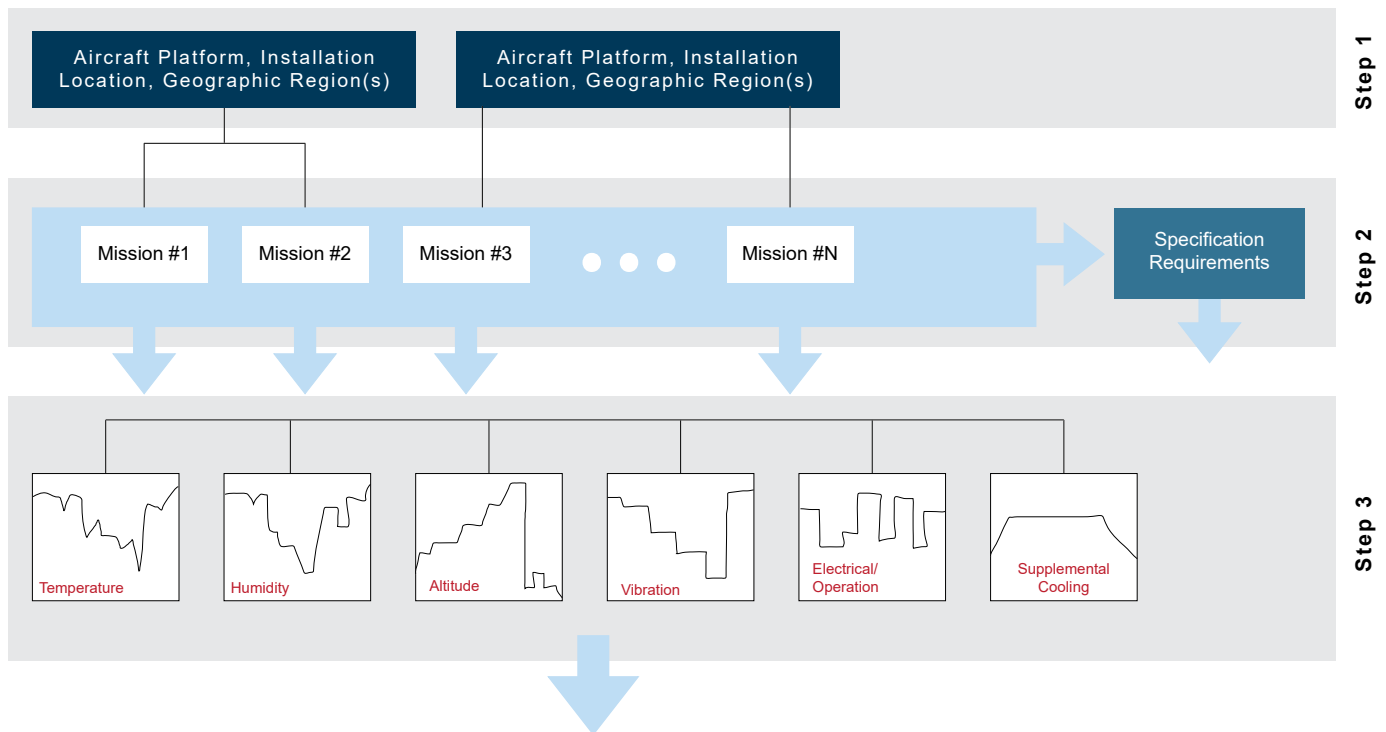 Aircraft Platform, Installation
Location, Geographic Region(s)
Aircraft Platform, Installation
Location, Geographic Region(s)
Step 1
Mission #1
Mission #2
Mission #3
Mission #N
Specification
Requirements
Step 2
Temperature
Humidity
Altitude
Vibration
Electrical/
Operation
Supplemental
Cooling
Step 3